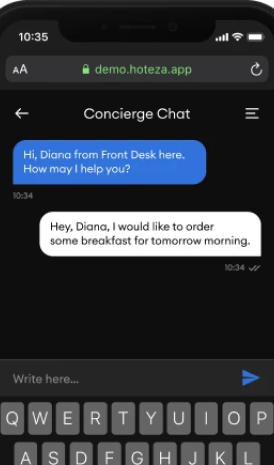 10:35
AA demo.hoteza.app
Concierge Chat
Hi, Diana from Front Desk here.
How may I help you?
10:34
Hey, Diana, I would like to order
some breakfast for tomorrow morning.
10:34
Write here...
Q W E R T Y U I O P
A S D F G H J K L